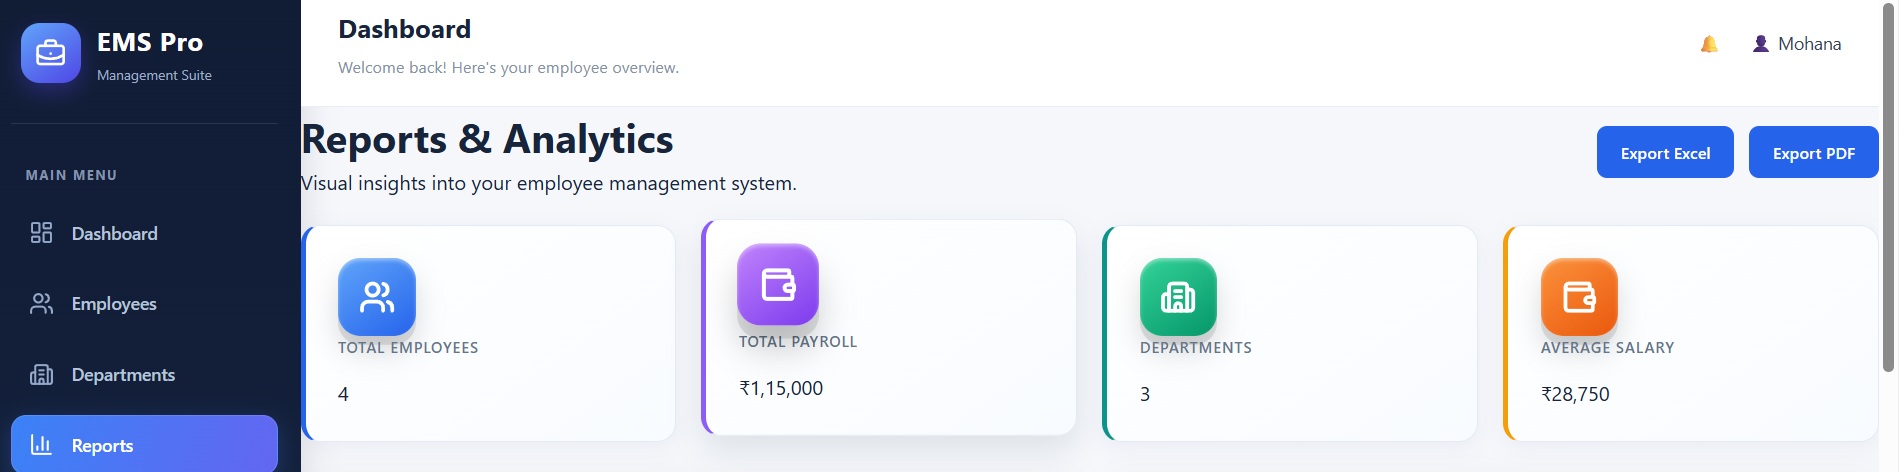 EMS Pro
Management Suite
MAIN MENU
Dashboard
Employees
Departments
Reports
Dashboard
Welcome back! Here's your employee overview.
Mohana
Reports & Analytics
Visual insights into your employee management system.
Export Excel
Export PDF
TOTAL EMPLOYEES
4
TOTAL PAYROLL
₹1,15,000
DEPARTMENTS
3
AVERAGE SALARY
₹28,750